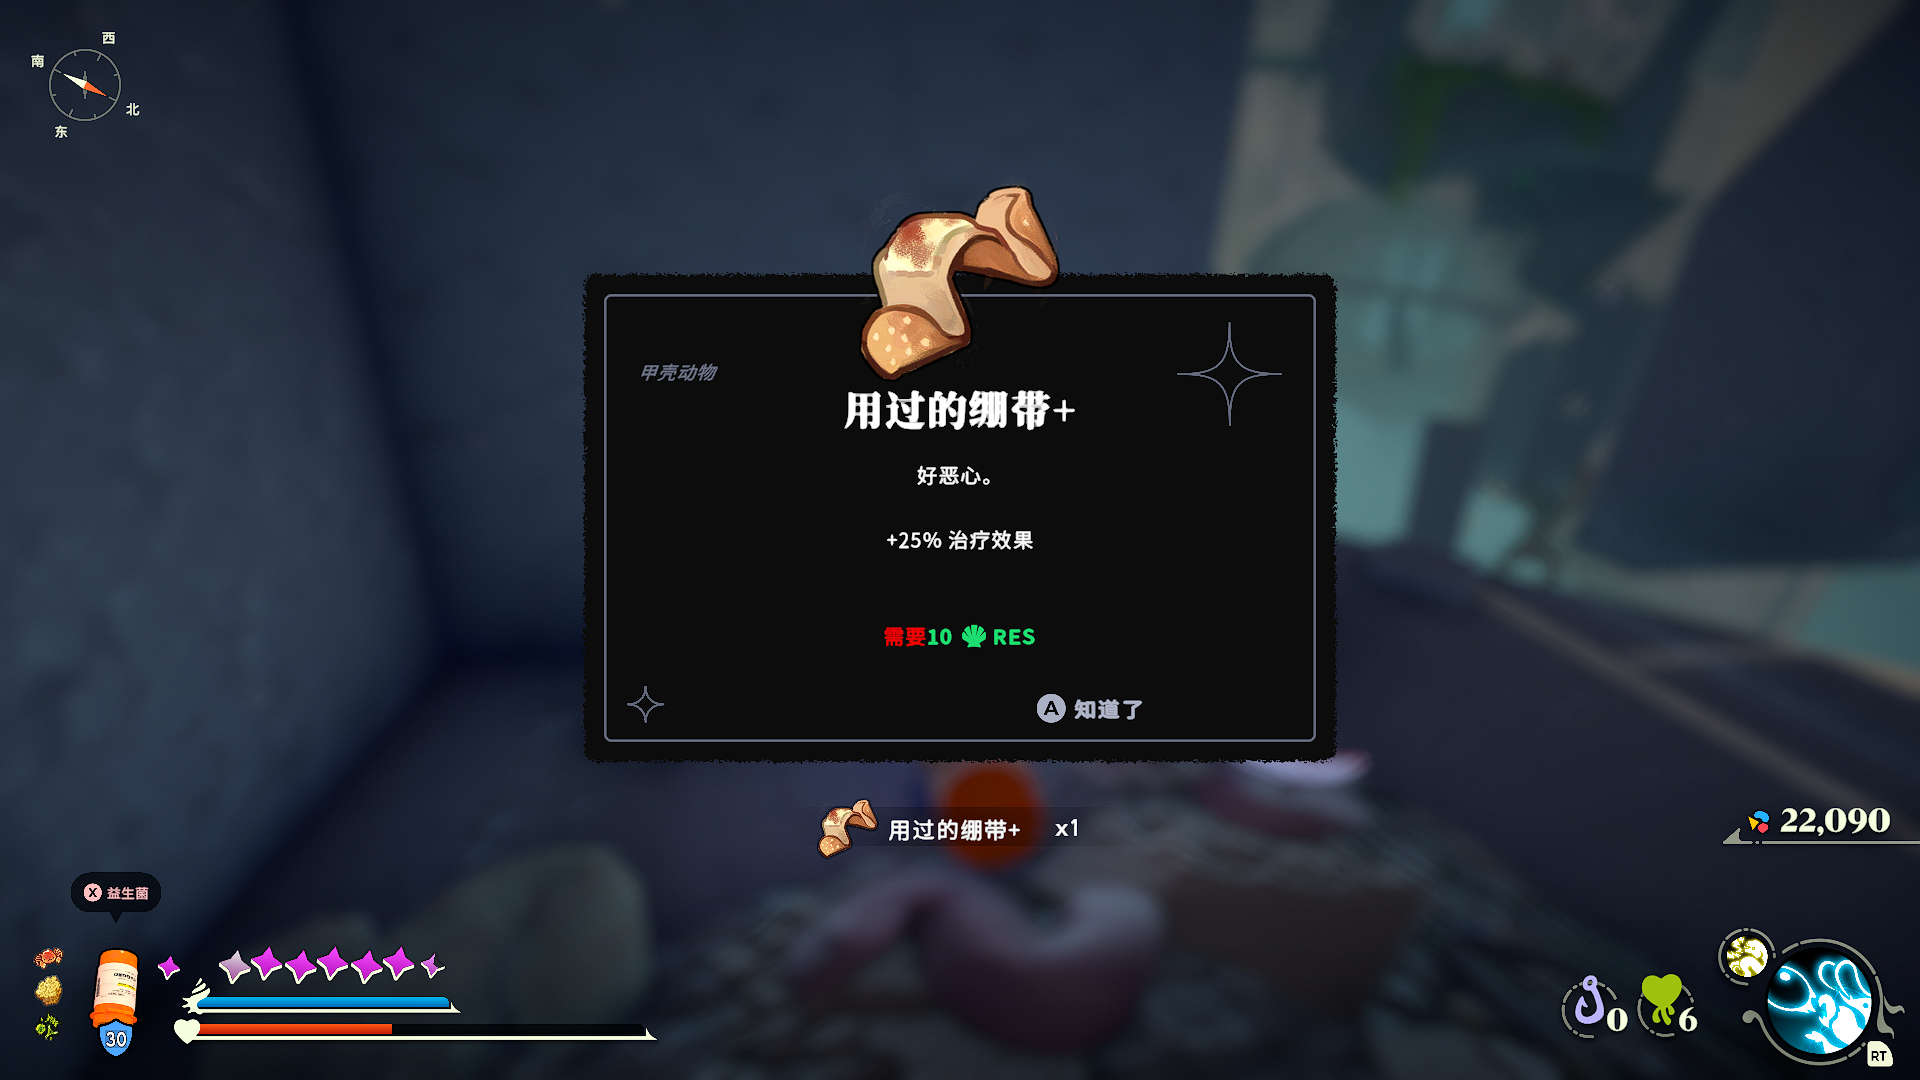 西
南
北
东
甲壳动物
用过的绷带+
好恶心。
+25% 治疗效果
需要10 RES
A 知道了
用过的绷带+ x1
22,090
X 益生菌
30
0
6
RT